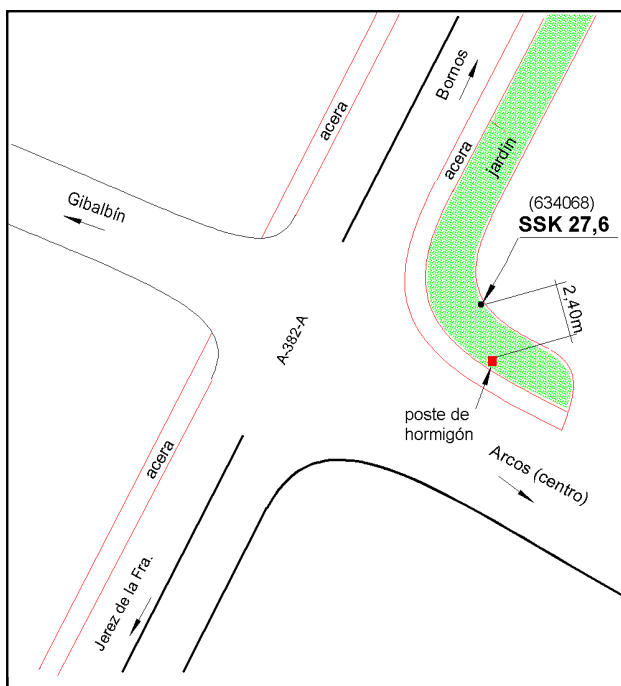 Bornos
acera
acera
jardín
Gibalbín
(634068)
SSK 27,6
2,40m
A-382-A
poste de
hormigón
Arcos (centro)
acera
Jerez de la Fra.